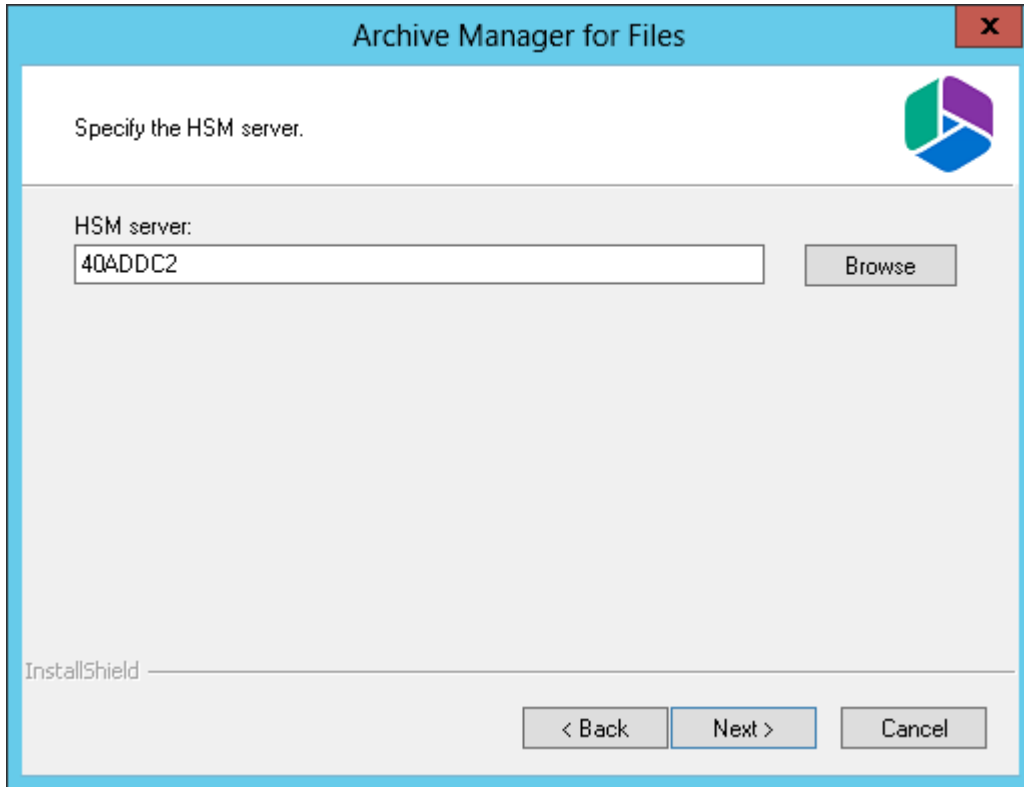 Archive Manager for Files
x
Specify the HSM server.
HSM server:
40ADDC2
Browse
InstallShield
< Back
Next >
Cancel